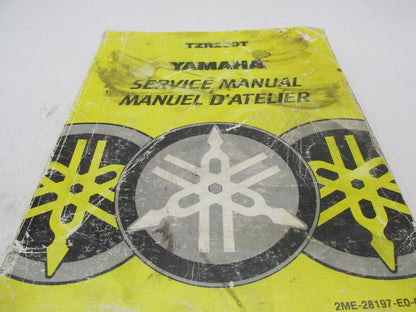 TZR250T
YAMAHA
SERVICE MANUAL
MANUEL D'ATELIER
2ME-28197-E0